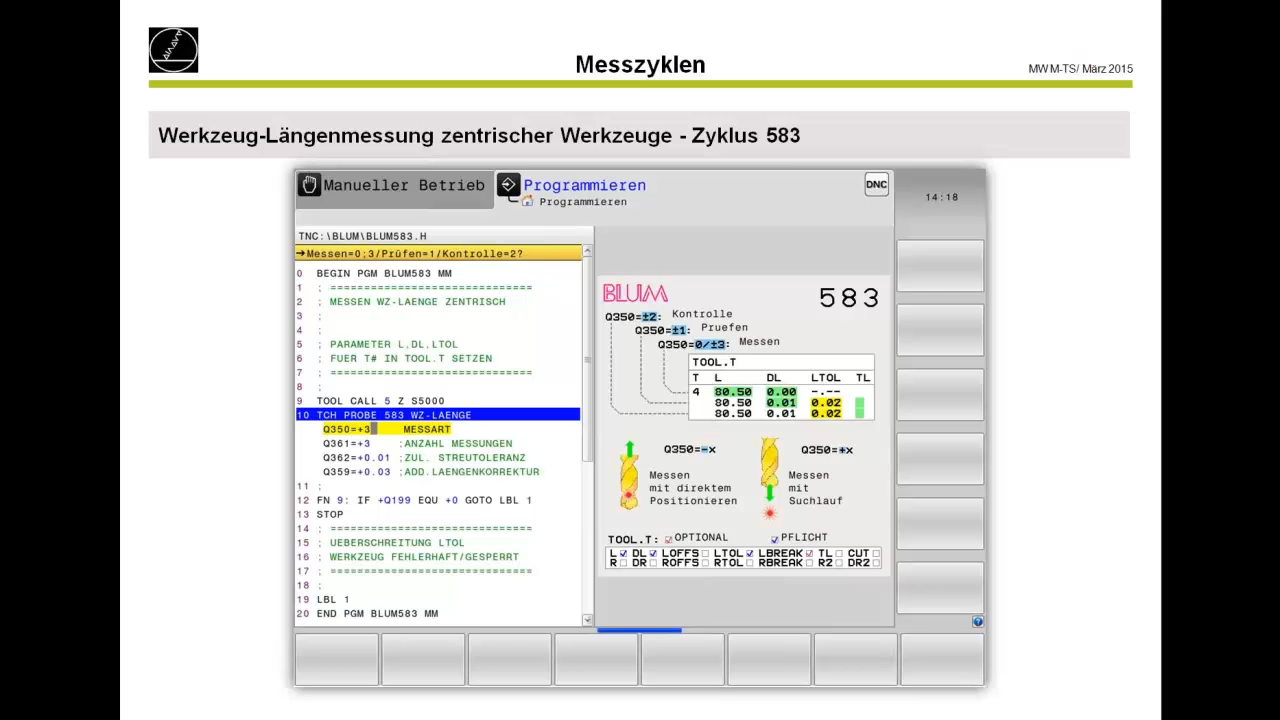 Messzyklen
MWM-TS/ März 2015
Werkzeug-Längenmessung zentrischer Werkzeuge - Zyklus 583
Manueller Betrieb
Programmieren
Programmieren
DNC
14:18
TNC:\BLUM\BLUM583.H
→Messen=0;3/Prüfen=1/Kontrolle=2?
0 BEGIN PGM BLUM583 MM
1 ; ==============================
2 ; MESSEN WZ-LAENGE ZENTRISCH
3 ;
4 ;
5 ; PARAMETER L,DL,LTOL
6 ; FUER T# IN TOOL.T SETZEN
7 ; ==============================
8 ;
9 TOOL CALL 5 Z S5000
10 TCH PROBE 583 WZ-LAENGE
Q350=+3 MESSART
Q361=+3 ;ANZAHL MESSUNGEN
Q362=+0.01 ;ZUL. STREUTOLERANZ
Q359=+0.03 ;ADD.LAENGENKORREKTUR
11 ;
12 FN 9: IF +Q199 EQU +0 GOTO LBL 1
13 STOP
14 ; ==============================
15 ; UEBERSCHREITUNG LTOL
16 ; WERKZEUG FEHLERHAFT/GESPERRT
17 ; ==============================
18 ;
19 LBL 1
20 END PGM BLUM583 MM
BLUM
583
Q350=±2: Kontrolle
Q350=±1: Pruefen
Q350=0/±3: Messen
TOOL.T
T L DL LTOL TL
4 80.50 0.00 -.--
80.50 0.01 0.02
80.50 0.01 0.02
Q350=-x
Messen
mit direktem
Positionieren
Q350=+x
Messen
mit
Suchlauf
TOOL.T: OPTIONAL PFLICHT
L DL LOFFS LTOL LBREAK TL CUT
R DR ROFFS RTOL RBREAK R2 DR2